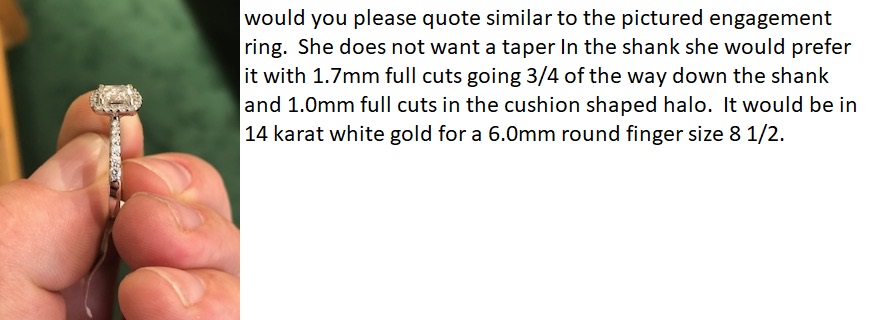 would you please quote similar to the pictured engagement
ring.  She does not want a taper In the shank she would prefer
it with 1.7mm full cuts going 3/4 of the way down the shank
and 1.0mm full cuts in the cushion shaped halo.  It would be in
14 karat white gold for a 6.0mm round finger size 8 1/2.